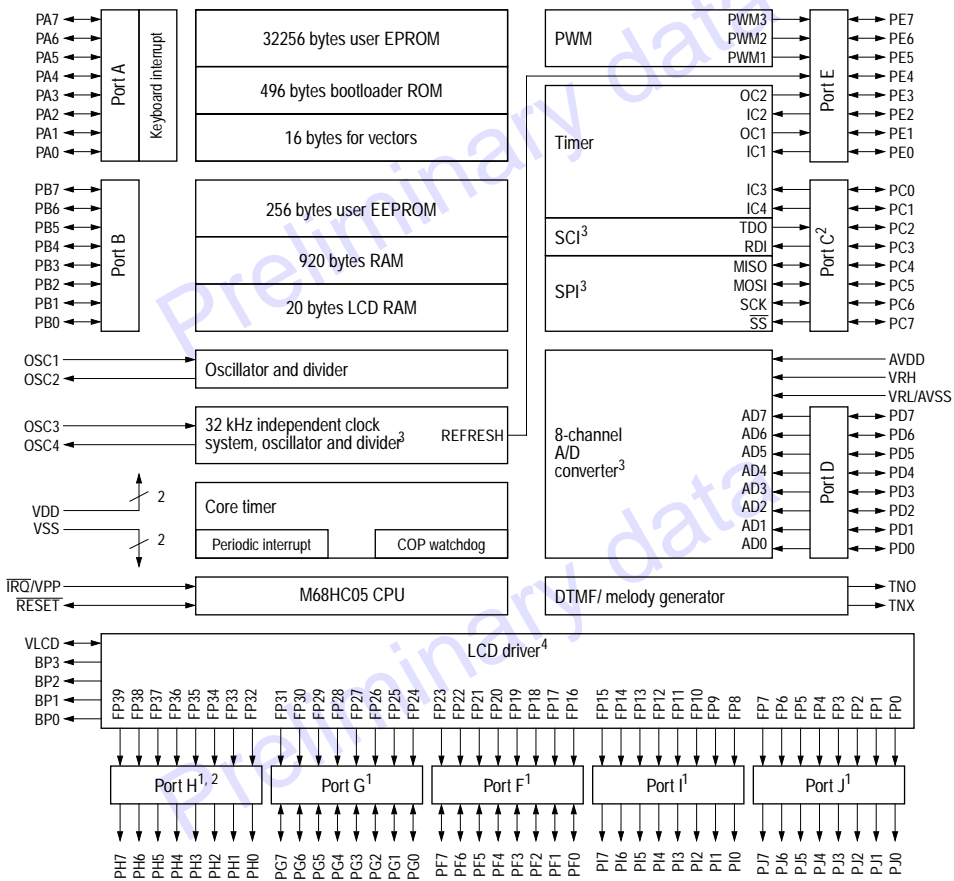 PA7
PA6
PA5
PA4
PA3
PA2
PA1
PA0
Port A
Keyboard interrupt
32256 bytes user EPROM
496 bytes bootloader ROM
16 bytes for vectors
PWM
PWM3
PWM2
PWM1
Timer
OC2
IC2
OC1
IC1
IC3
IC4
Port E
PE7
PE6
PE5
PE4
PE3
PE2
PE1
PE0
PB7
PB6
PB5
PB4
PB3
PB2
PB1
PB0
Port B
256 bytes user EEPROM
920 bytes RAM
20 bytes LCD RAM
SCI3
TDO
RDI
SPI3
MISO
MOSI
SCK
SS
Port C2
PC0
PC1
PC2
PC3
PC4
PC5
PC6
PC7
OSC1
OSC2
Oscillator and divider
OSC3
OSC4
32 kHz independent clock
system, oscillator and divider3
REFRESH
8-channel
A/D
converter3
AVDD
VRH
VRL/AVSS
AD7
AD6
AD5
AD4
AD3
AD2
AD1
AD0
Port D
PD7
PD6
PD5
PD4
PD3
PD2
PD1
PD0
VDD
VSS
2
2
Core timer
Periodic interrupt
COP watchdog
IRQ/VPP
RESET
M68HC05 CPU
DTMF/ melody generator
TNO
TNX
VLCD
BP3
BP2
BP1
BP0
LCD driver4
FP39
FP38
FP37
FP36
FP35
FP34
FP33
FP32
FP31
FP30
FP29
FP28
FP27
FP26
FP25
FP24
FP23
FP22
FP21
FP20
FP19
FP18
FP17
FP16
FP15
FP14
FP13
FP12
FP11
FP10
FP9
FP8
FP7
FP6
FP5
FP4
FP3
FP2
FP1
FP0
Port H1, 2
Port G1
Port F1
Port I1
Port J1
PH7
PH6
PH5
PH4
PH3
PH2
PH1
PH0
PG7
PG6
PG5
PG4
PG3
PG2
PG1
PG0
PF7
PF6
PF5
PF4
PF3
PF2
PF1
PF0
PI7
PI6
PI5
PI4
PI3
PI2
PI1
PI0
PJ7
PJ6
PJ5
PJ4
PJ3
PJ2
PJ1
PJ0
Preliminary data
Preliminary data